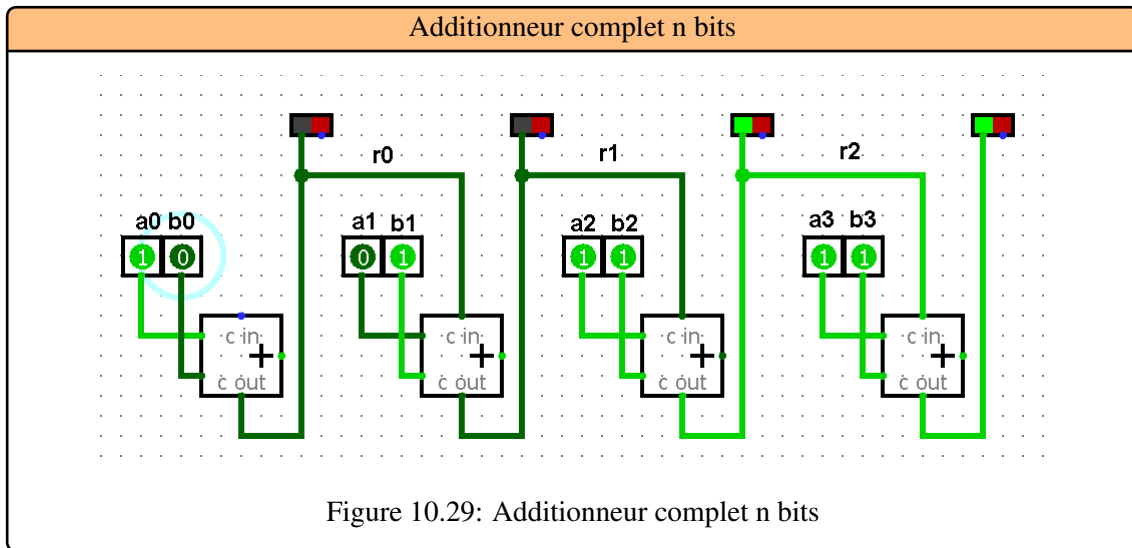 Additionneur complet n bits
r0 r1 r2
a0 b0 a1 b1 a2 b2 a3 b3
1 0 0 1 1 1 1 1
c in c in c in c in
+ + + +
c out c out c out c out
Figure 10.29: Additionneur complet n bits